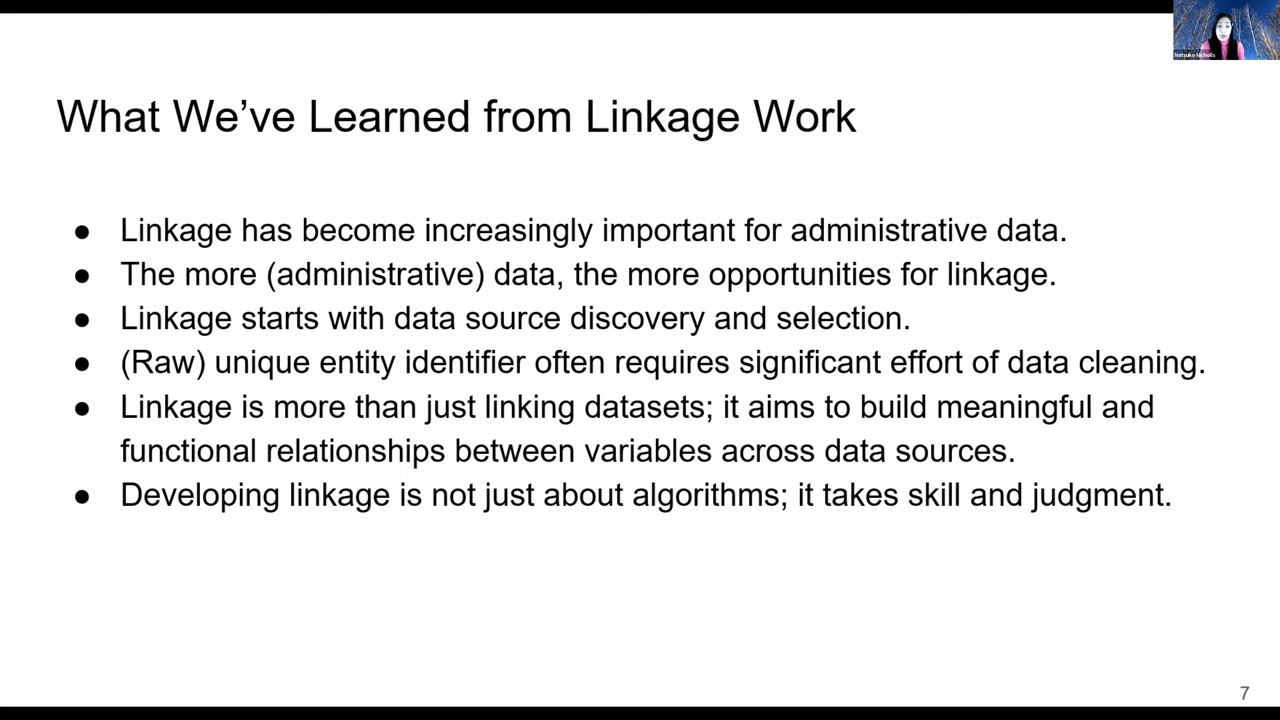 Natsuko Nicholls
What We’ve Learned from Linkage Work
● Linkage has become increasingly important for administrative data.
● The more (administrative) data, the more opportunities for linkage.
● Linkage starts with data source discovery and selection.
● (Raw) unique entity identifier often requires significant effort of data cleaning.
● Linkage is more than just linking datasets; it aims to build meaningful and
functional relationships between variables across data sources.
● Developing linkage is not just about algorithms; it takes skill and judgment.
7